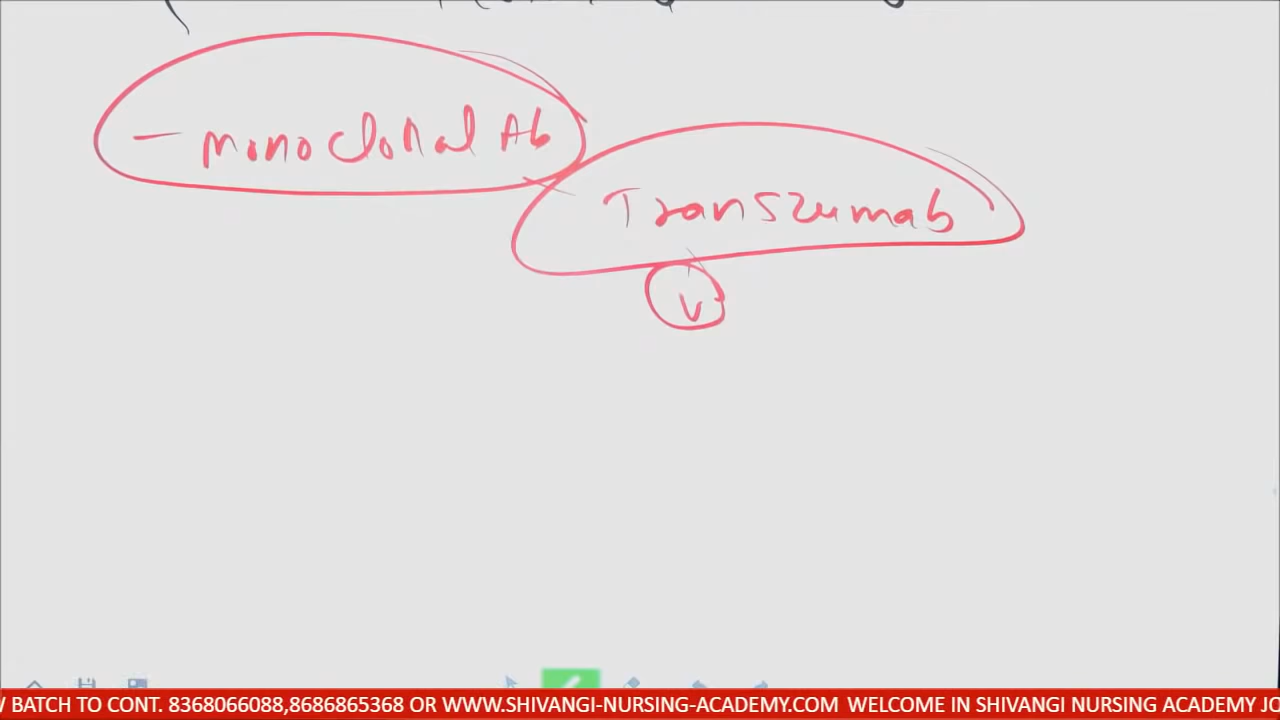 - monoclonal Ab
Transzumab
V BATCH TO CONT. 8368066088,8686865368 OR WWW.SHIVANGI-NURSING-ACADEMY.COM WELCOME IN SHIVANGI NURSING ACADEMY JO